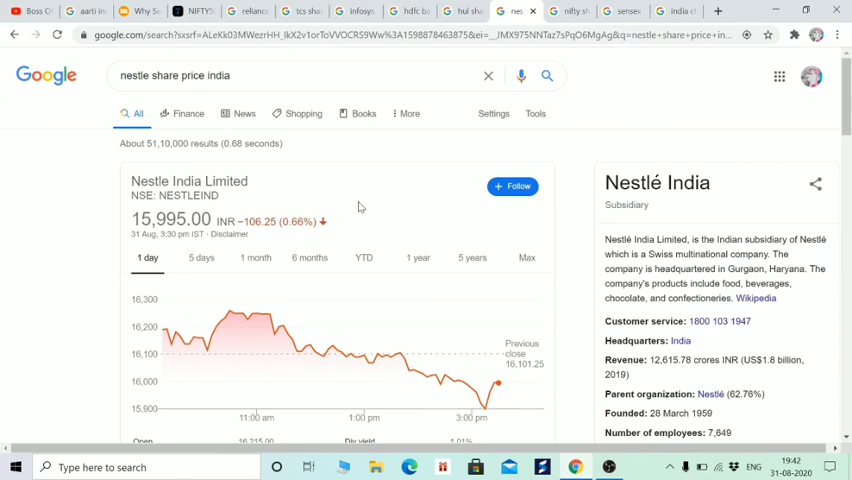 Boss O
aarti in
Why Se
NIFTY5
reliance
tcs sha
infosys
hdfc ba
hul sha
nes
nifty sh
sensex
india c
google.com/search?sxsrf=ALeKk03MWezrHH_lkX2v1orToVVOCRS9Ww%3A1598878463085&ei=_JMX975NNTaz7sPqO6MgAg&q=nestle+share+price+in...
Google
nestle share price india
All
Finance
News
Shopping
Books
More
Settings
Tools
About 51,10,000 results (0.68 seconds)
Nestle India Limited
NSE: NESTLEIND
+ Follow
15,995.00 INR −106.25 (0.66%)
31 Aug, 3:30 pm IST · Disclaimer
1 day
5 days
1 month
6 months
YTD
1 year
5 years
Max
16,300
16,200
16,100
16,000
15,900
Previous
close
16,101.25
11:00 am
1:00 pm
3:00 pm
Open
16,215.00
Div yield
1.01%
Nestlé India
Subsidiary
Nestlé India Limited, is the Indian subsidiary of Nestlé
which is a Swiss multinational company. The
company is headquartered in Gurgaon, Haryana. The
company's products include food, beverages,
chocolate, and confectioneries. Wikipedia
Customer service: 1800 103 1947
Headquarters: India
Revenue: 12,615.78 crores INR (US$1.8 billion,
2019)
Parent organization: Nestlé (62.76%)
Founded: 28 March 1959
Number of employees: 7,649
Type here to search
ENG
19:42
31-08-2020